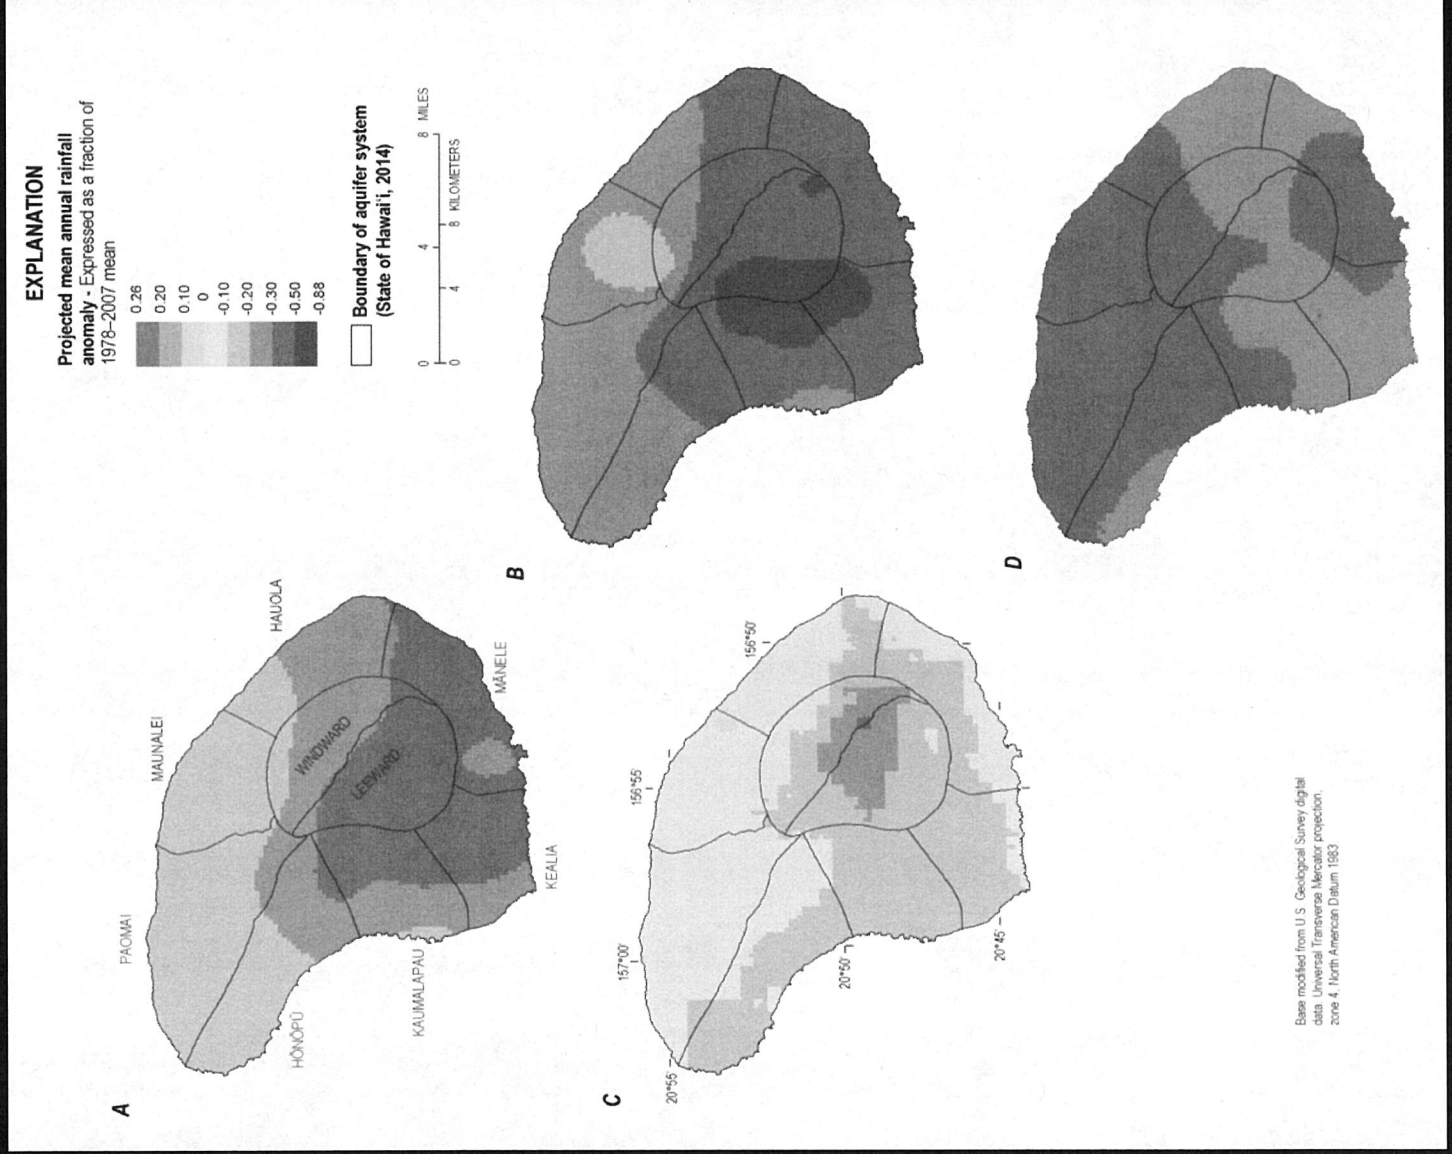 EXPLANATION
Projected mean annual rainfall
anomaly - Expressed as a fraction of
1978–2007 mean
0.26
0.20
0.10
0
-0.10
-0.20
-0.30
-0.50
-0.88
Boundary of aquifer system
(State of Hawai‘i, 2014)
0 4 8 MILES
0 4 8 KILOMETERS
A
PAOMAI
MAUNALEI
HAUOLA
WINDWARD
LEEWARD
HONOPŪ
KAUMALAPAU
KEALIA
MĀNELE
B
C
157°00'
156°55'
156°50'
20°55'
20°50'
20°45'
D
Base modified from U.S. Geological Survey digital
data. Universal Transverse Mercator projection,
zone 4, North American Datum 1983